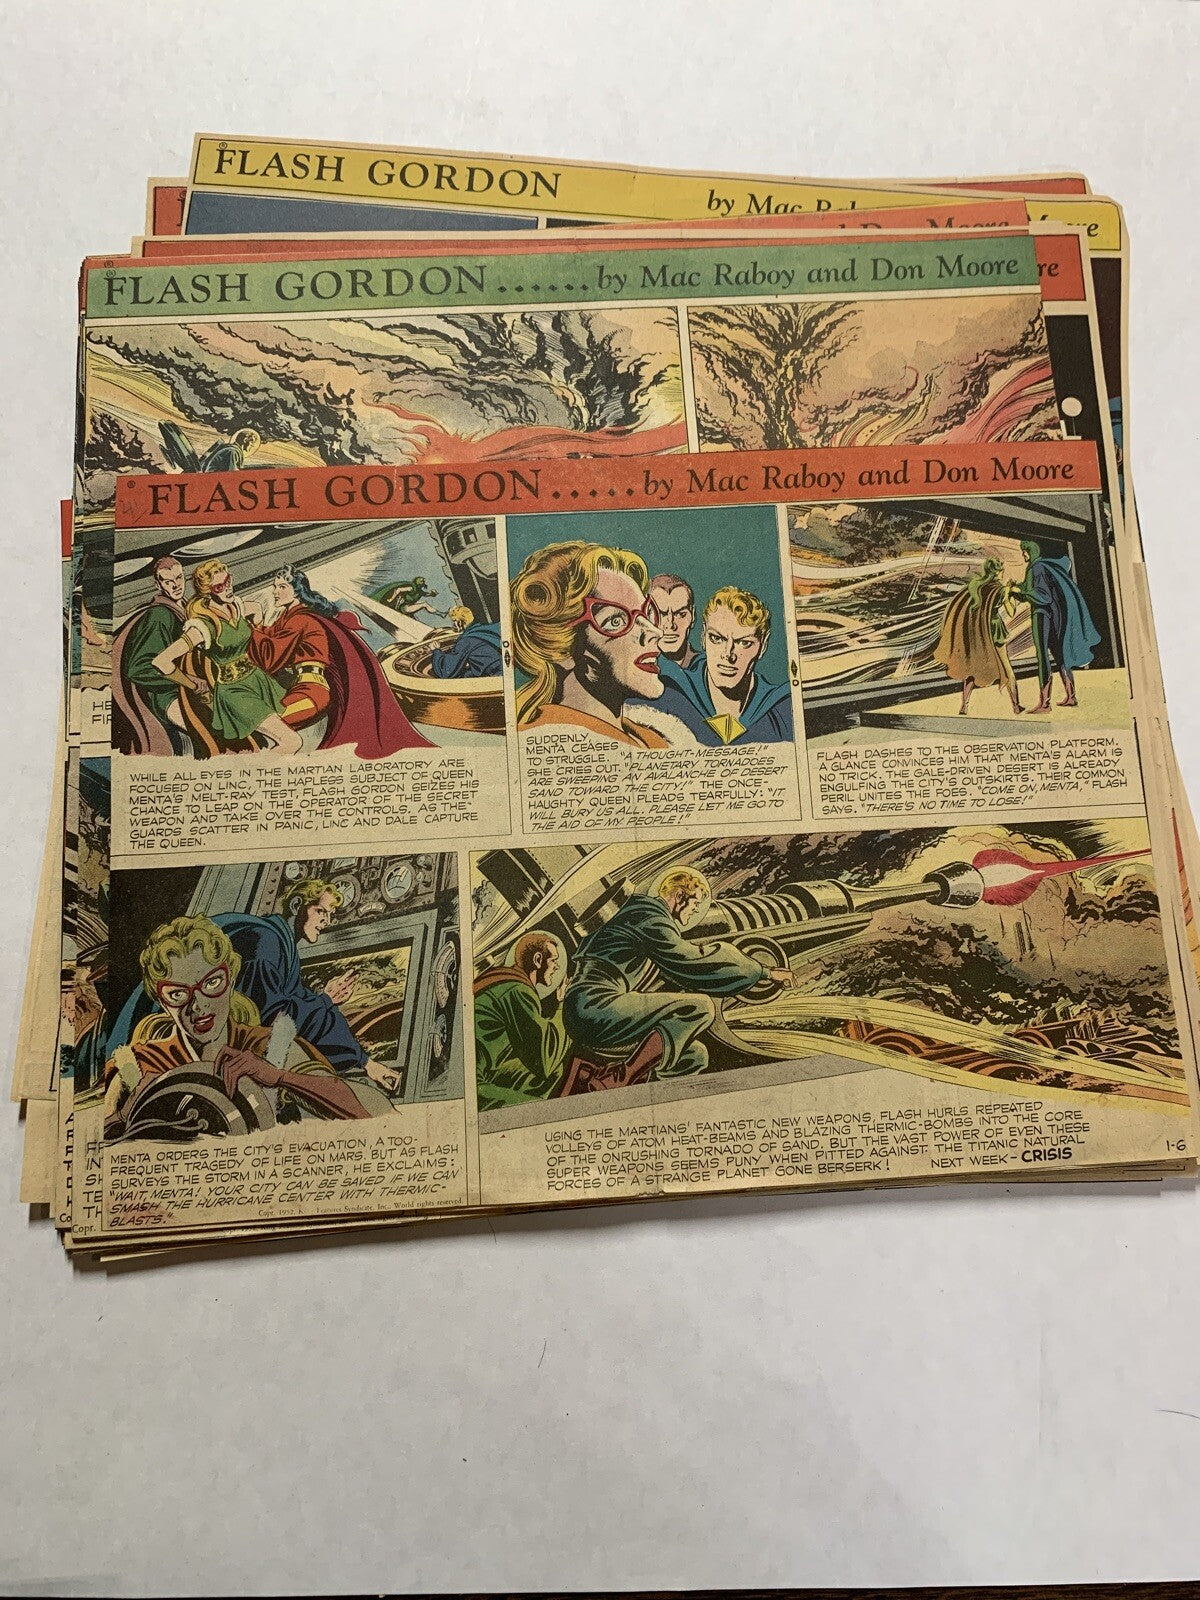 ® FLASH GORDON
by Mac
Moore
® FLASH GORDON......by Mac Raboy and Don Moore
® FLASH GORDON.....by Mac Raboy and Don Moore
WHILE ALL EYES IN THE MARTIAN LABORATORY ARE
FOCUSED ON LINC, THE HAPLESS SUBJECT OF QUEEN
MENTA'S MELT-RAY TEST, FLASH GORDON SEIZES HIS
CHANCE TO LEAP ON THE OPERATOR OF THE SECRET
WEAPON AND TAKE OVER THE CONTROLS. AS THE
GUARDS SCATTER IN PANIC, LINC AND DALE CAPTURE
THE QUEEN.
SUDDENLY,
MENTA CEASES
TO STRUGGLE.
SHE CRIES OUT: "A THOUGHT-MESSAGE!"
"PLANETARY TORNADOES
ARE SWEEPING AN AVALANCHE OF DESERT
SAND TOWARD THE CITY!" THE ONCE-
HAUGHTY QUEEN PLEADS TEARFULLY: "IT
WILL BURY US ALL. PLEASE LET ME GO TO
THE AID OF MY PEOPLE!"
FLASH DASHES TO THE OBSERVATION PLATFORM.
A GLANCE CONVINCES HIM THAT MENTA'S ALARM IS
NO TRICK. THE GALE-DRIVEN DESERT IS ALREADY
ENGULFING THE CITY'S OUTSKIRTS. THEIR COMMON
PERIL UNITES THE FOES. "COME ON, MENTA," FLASH
SAYS. "THERE'S NO TIME TO LOSE!"
MENTA ORDERS THE CITY'S EVACUATION, A TOO-
FREQUENT TRAGEDY OF LIFE ON MARS. BUT AS FLASH
SURVEYS THE STORM IN A SCANNER, HE EXCLAIMS:
"WAIT, MENTA! YOUR CITY CAN BE SAVED IF WE CAN
SMASH THE HURRICANE CENTER WITH THERMIC-
BLASTS."
Copr. 1952, Features Syndicate, Inc., World rights reserved
USING THE MARTIANS' FANTASTIC NEW WEAPONS, FLASH HURLS REPEATED
VOLLEYS OF ATOM HEAT-BEAMS AND BLAZING THERMIC-BOMBS INTO THE CORE
OF THE ONRUSHING TORNADO OF SAND. BUT THE VAST POWER OF EVEN THESE
SUPER WEAPONS SEEMS PUNY WHEN PITTED AGAINST THE TITANIC NATURAL
FORCES OF A STRANGE PLANET GONE BERSERK!
NEXT WEEK- CRISIS
1-6
Copr.